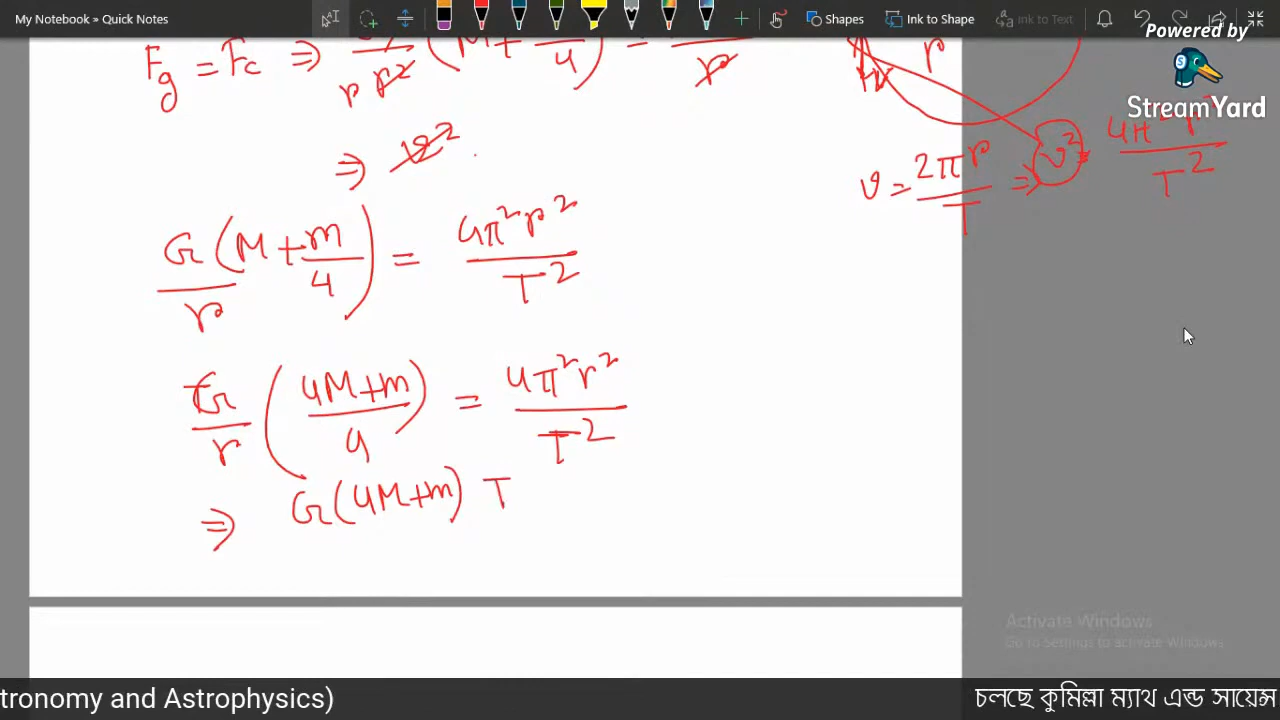 My Notebook » Quick Notes
Shapes
Ink to Shape
Ink to Text
Powered by
StreamYard
Fg = Fc ⇒
⇒ v²
v = 2πr/T ⇒ v² = 4π²r²/T²
G/r (M + m/4) = 4π²r²/T²
G/r ((4M+m)/4) = 4π²r²/T²
⇒ G(4M+m) T
Activate Windows
Go to Settings to activate Windows.
tronomy and Astrophysics)
চলছে কুমিল্লা ম্যাথ এন্ড সায়েন্স